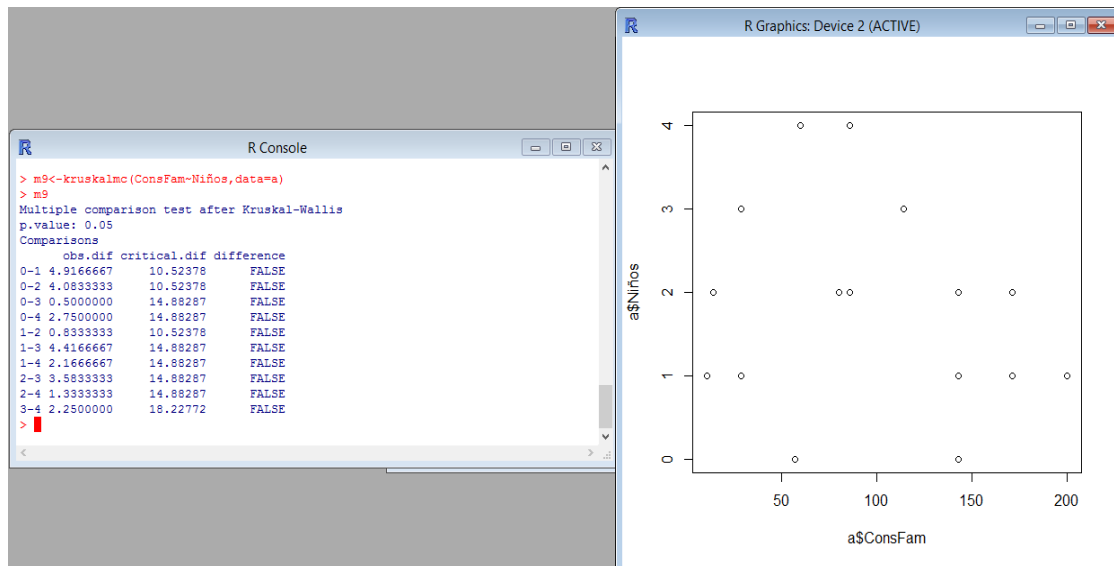 R Console
> m9<-kruskalmc(ConsFam~Niños,data=a)
> m9
Multiple comparison test after Kruskal-Wallis
p.value: 0.05
Comparisons
obs.dif critical.dif difference
0-1 4.9166667 10.52378 FALSE
0-2 4.0833333 10.52378 FALSE
0-3 0.5000000 14.88287 FALSE
0-4 2.7500000 14.88287 FALSE
1-2 0.8333333 10.52378 FALSE
1-3 4.4166667 14.88287 FALSE
1-4 2.1666667 14.88287 FALSE
2-3 3.5833333 14.88287 FALSE
2-4 1.3333333 14.88287 FALSE
3-4 2.2500000 18.22772 FALSE
>
R Graphics: Device 2 (ACTIVE)
4
3
2
1
0
a$Niños
50 100 150 200
a$ConsFam